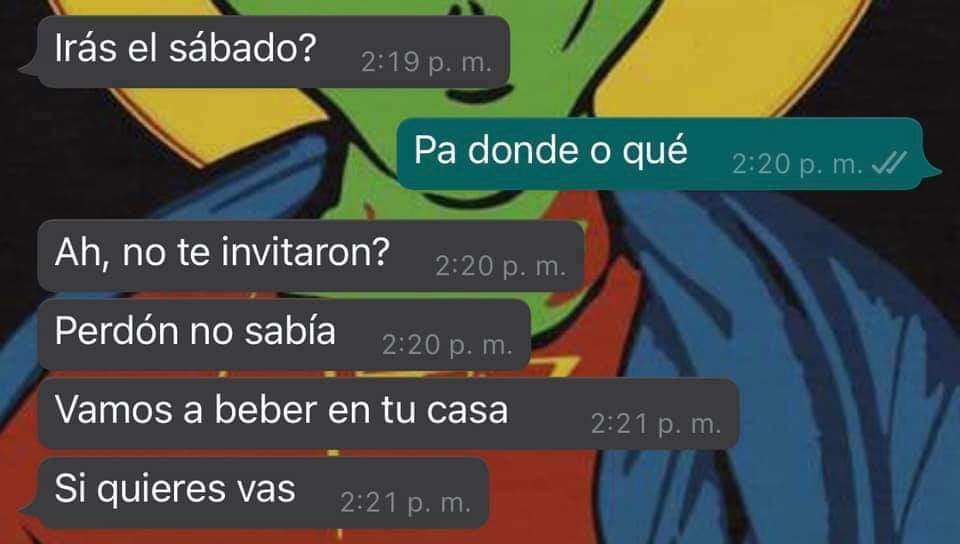 Irás el sábado? 2:19 p. m.
Pa donde o qué 2:20 p. m.
Ah, no te invitaron? 2:20 p. m.
Perdón no sabía 2:20 p. m.
Vamos a beber en tu casa 2:21 p. m.
Si quieres vas 2:21 p. m.